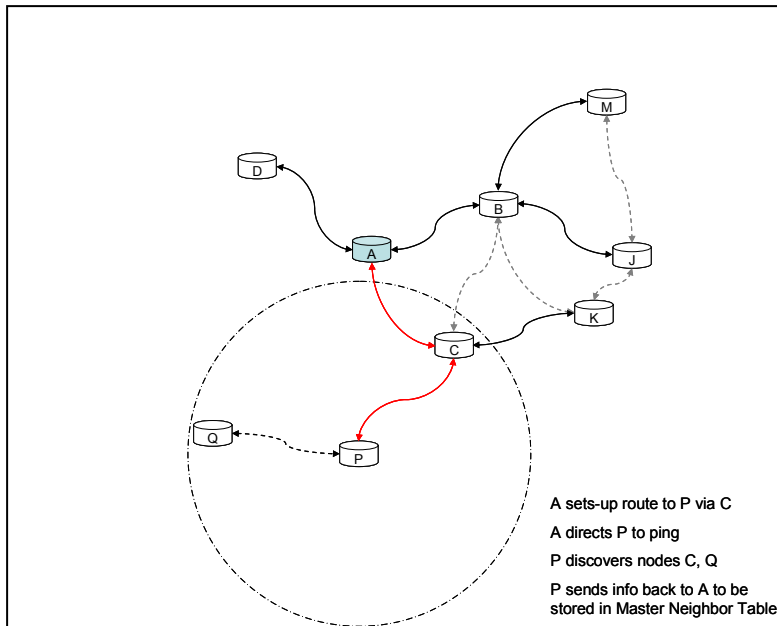 M
D
B
A
J
K
C
Q
P
A sets-up route to P via C
A directs P to ping
P discovers nodes C, Q
P sends info back to A to be
stored in Master Neighbor Table